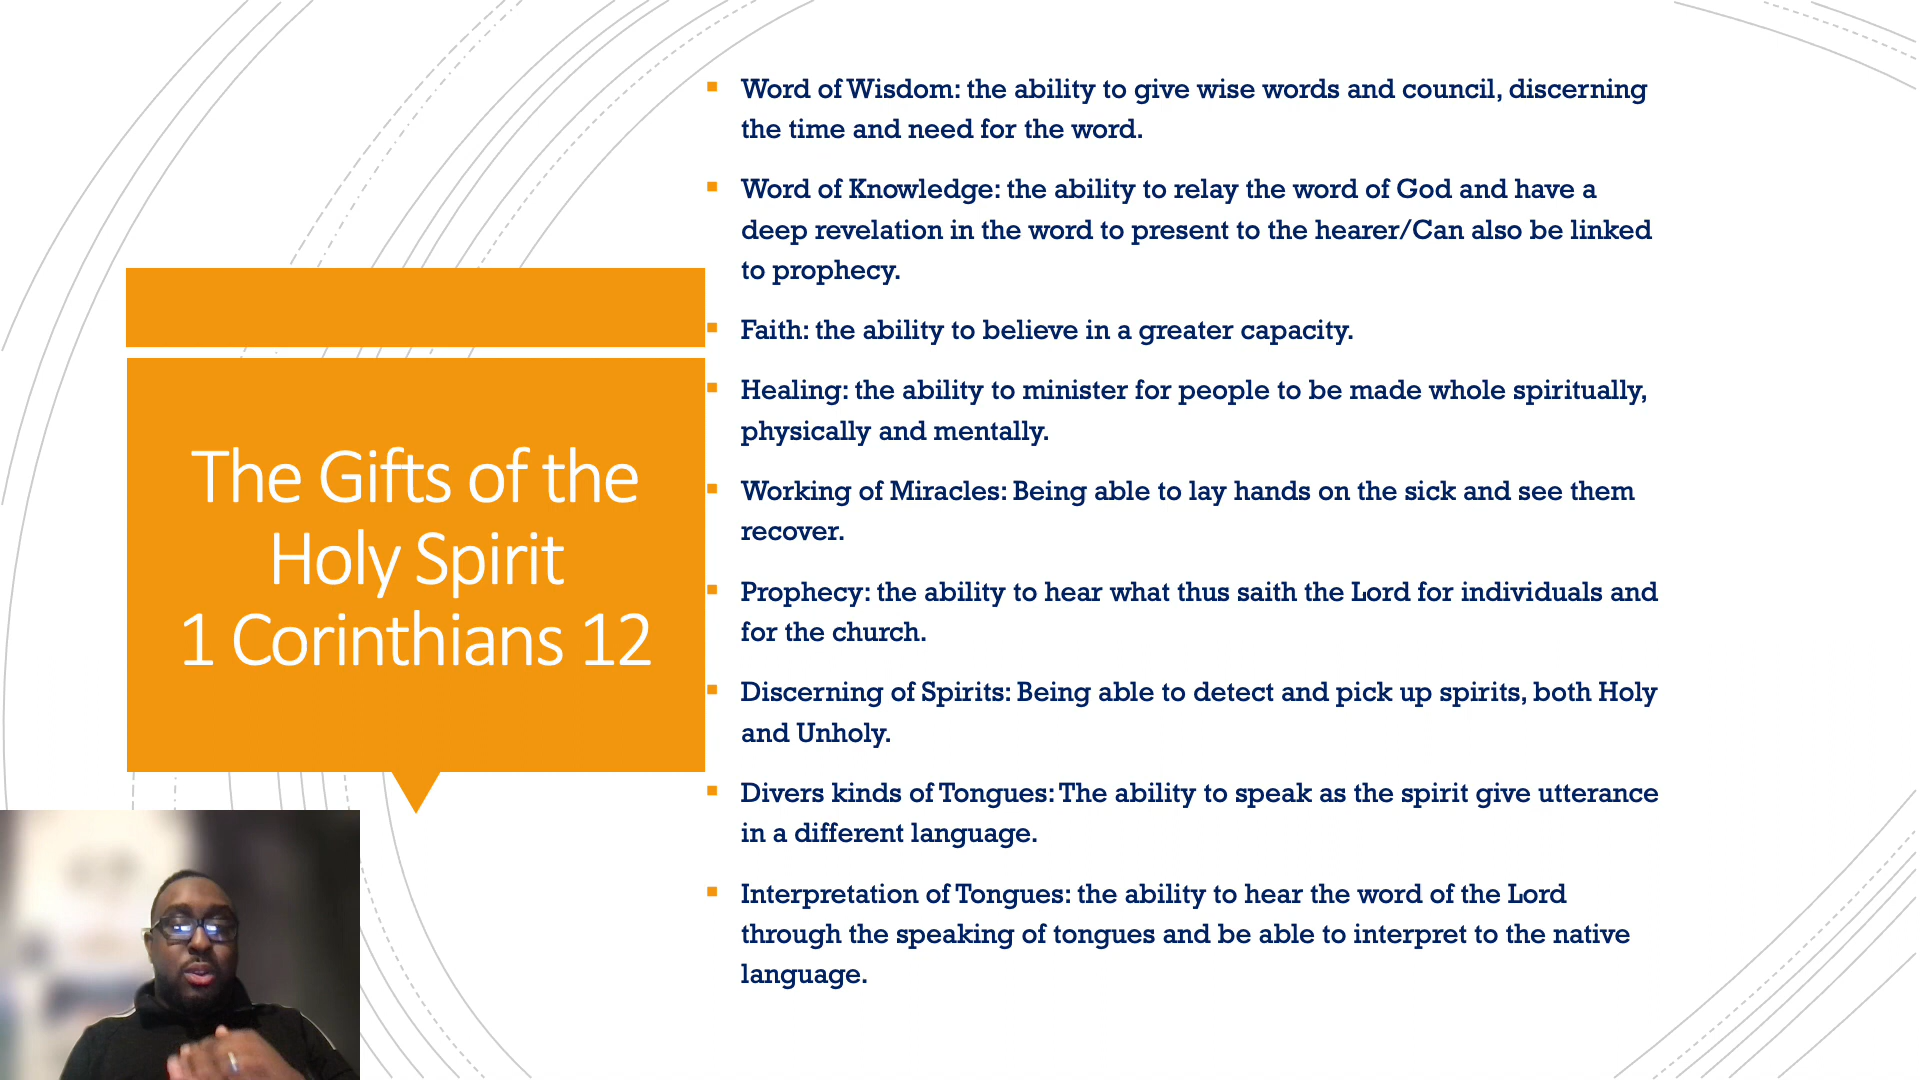 The Gifts of the
Holy Spirit
1 Corinthians 12
Word of Wisdom: the ability to give wise words and council, discerning
the time and need for the word.
Word of Knowledge: the ability to relay the word of God and have a
deep revelation in the word to present to the hearer/Can also be linked
to prophecy.
Faith: the ability to believe in a greater capacity.
Healing: the ability to minister for people to be made whole spiritually,
physically and mentally.
Working of Miracles: Being able to lay hands on the sick and see them
recover.
Prophecy: the ability to hear what thus saith the Lord for individuals and
for the church.
Discerning of Spirits: Being able to detect and pick up spirits, both Holy
and Unholy.
Divers kinds of Tongues: The ability to speak as the spirit give utterance
in a different language.
Interpretation of Tongues: the ability to hear the word of the Lord
through the speaking of tongues and be able to interpret to the native
language.